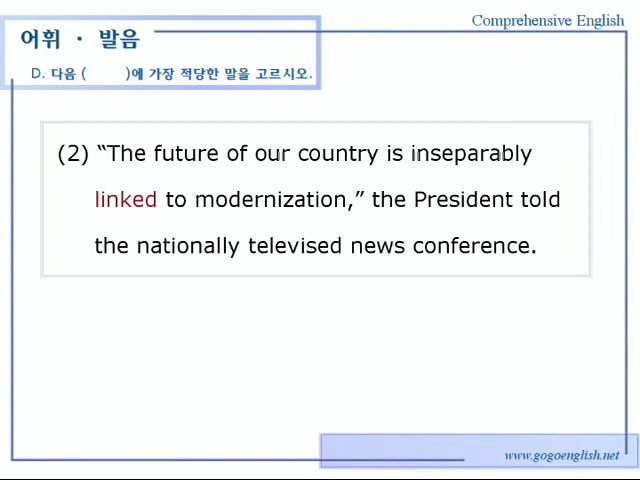 Comprehensive English
어휘 · 발음
D. 다음 (      )에 가장 적당한 말을 고르시오.
(2) “The future of our country is inseparably
linked to modernization,” the President told
the nationally televised news conference.
www.gogoenglish.net